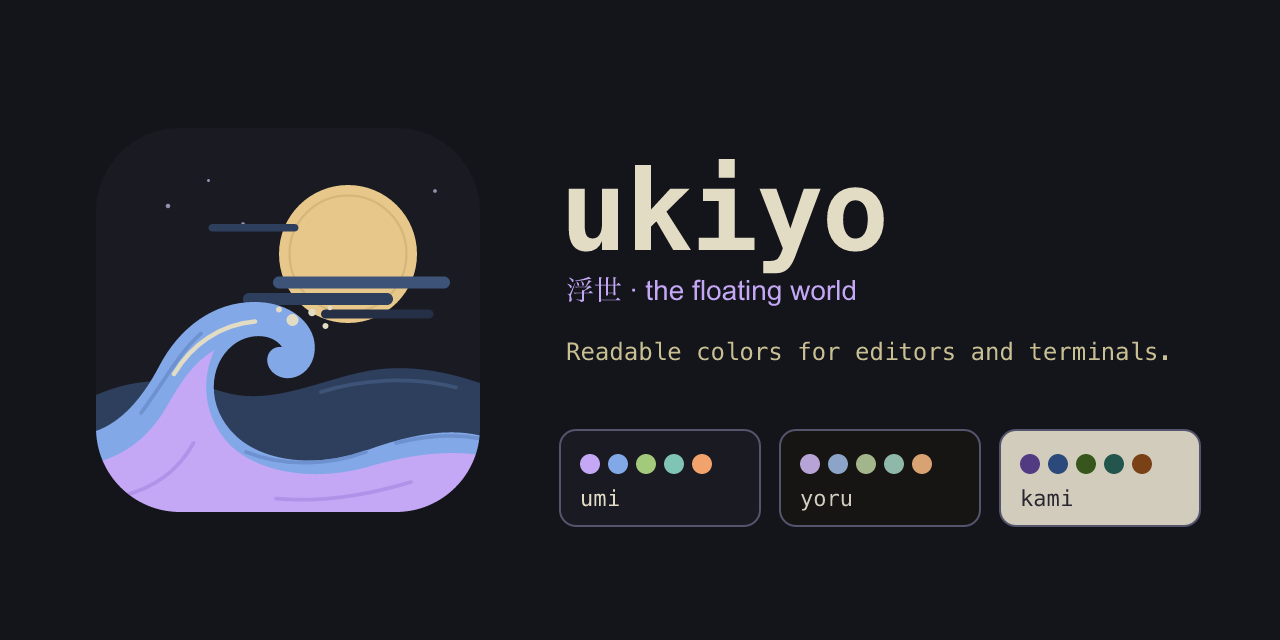 ukiyo
浮世 · the floating world
Readable colors for editors and terminals.
umi
yoru
kami